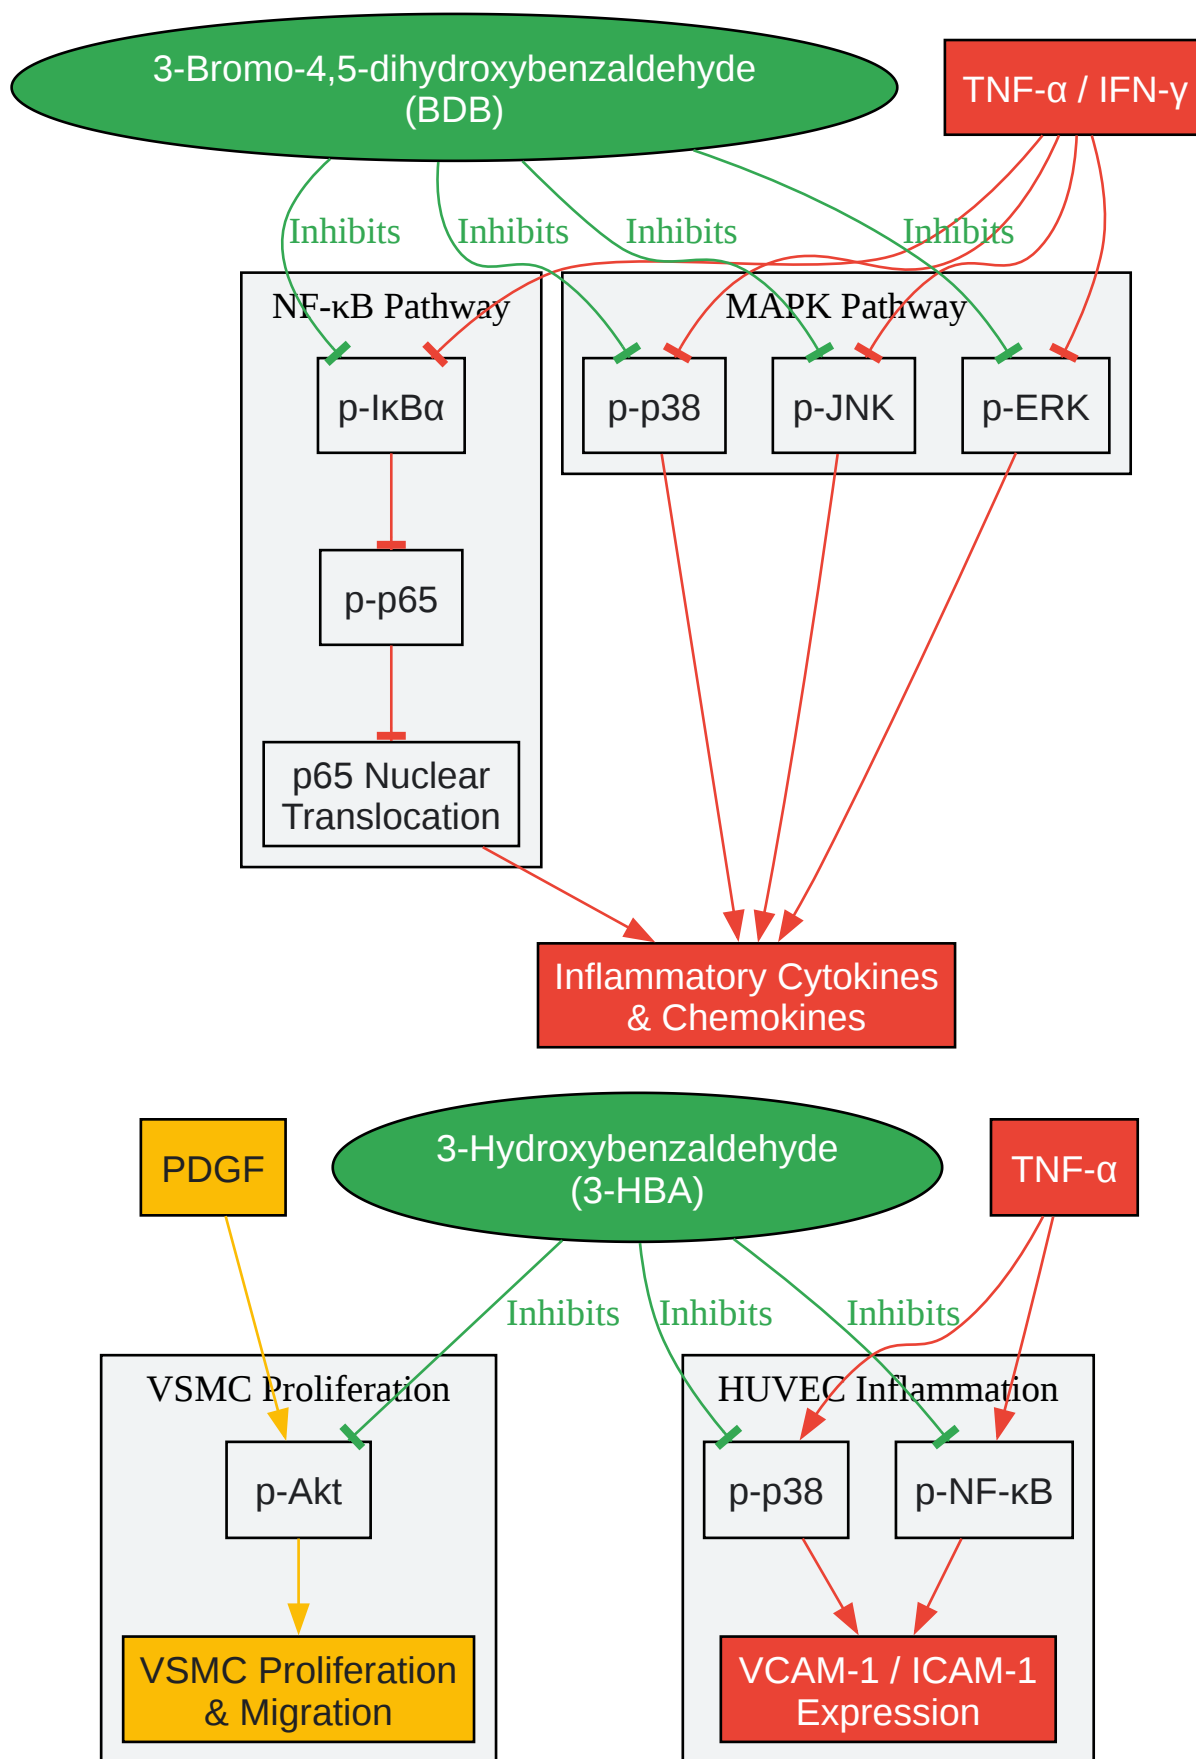 3-Bromo-4,5-dihydroxybenzaldehyde
(BDB)
TNF-α / IFN-γ
Inhibits
Inhibits
Inhibits
Inhibits
NF-κB Pathway
MAPK Pathway
p-IκBα
p-p38
p-JNK
p-ERK
p-p65
p65 Nuclear
Translocation
Inflammatory Cytokines
& Chemokines
PDGF
3-Hydroxybenzaldehyde
(3-HBA)
TNF-α
Inhibits
Inhibits
Inhibits
VSMC Proliferation
HUVEC Inflammation
p-Akt
p-p38
p-NF-κB
VSMC Proliferation
& Migration
VCAM-1 / ICAM-1
Expression